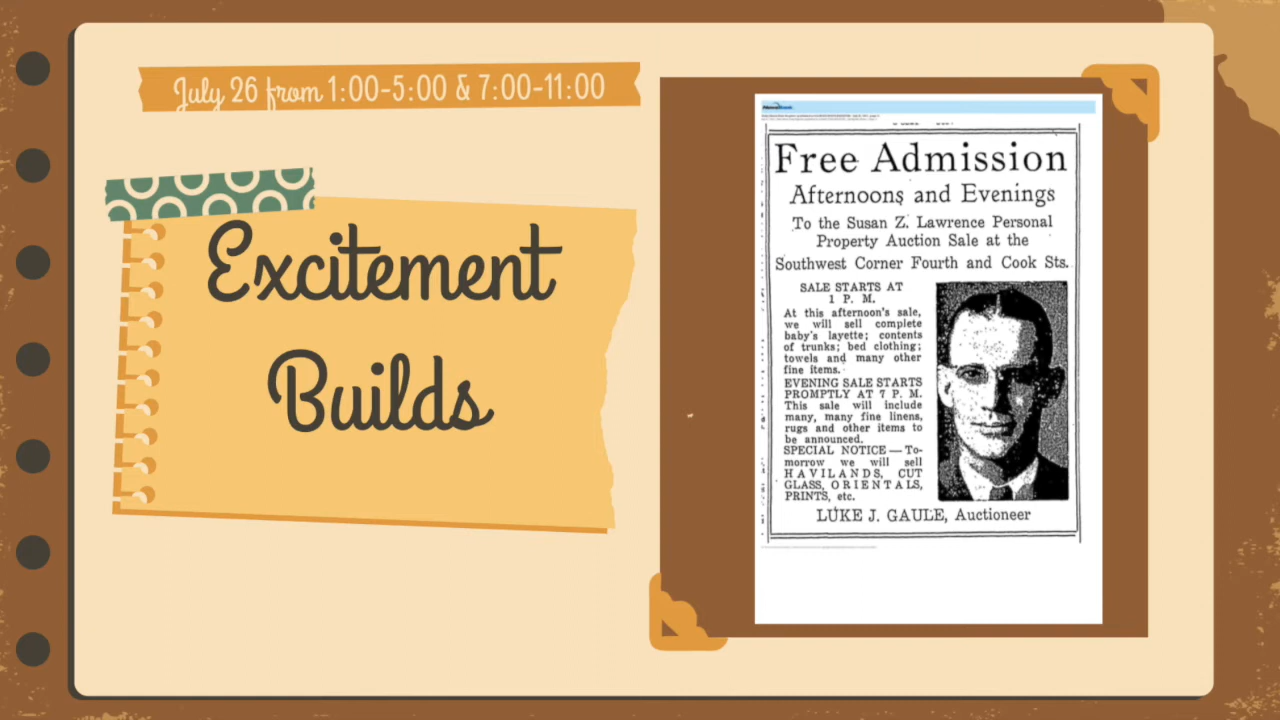 July 26 from 1:00-5:00 & 7:00-11:00
Excitement
Builds
Free Admission
Afternoons and Evenings
To the Susan Z. Lawrence Personal
Property Auction Sale at the
Southwest Corner Fourth and Cook Sts.
SALE STARTS AT
1 P. M.
At this afternoon's sale,
we will sell complete
baby's layette; contents
of trunks; bed clothing;
towels and many other
fine items.
EVENING SALE STARTS
PROMPTLY AT 7 P. M.
This sale will include
many, many fine linens,
rugs and other items to
be announced.
SPECIAL NOTICE — To-
morrow we will sell
HAVILANDS, CUT
GLASS, ORIENTALS,
PRINTS, etc.
LUKE J. GAULE, Auctioneer